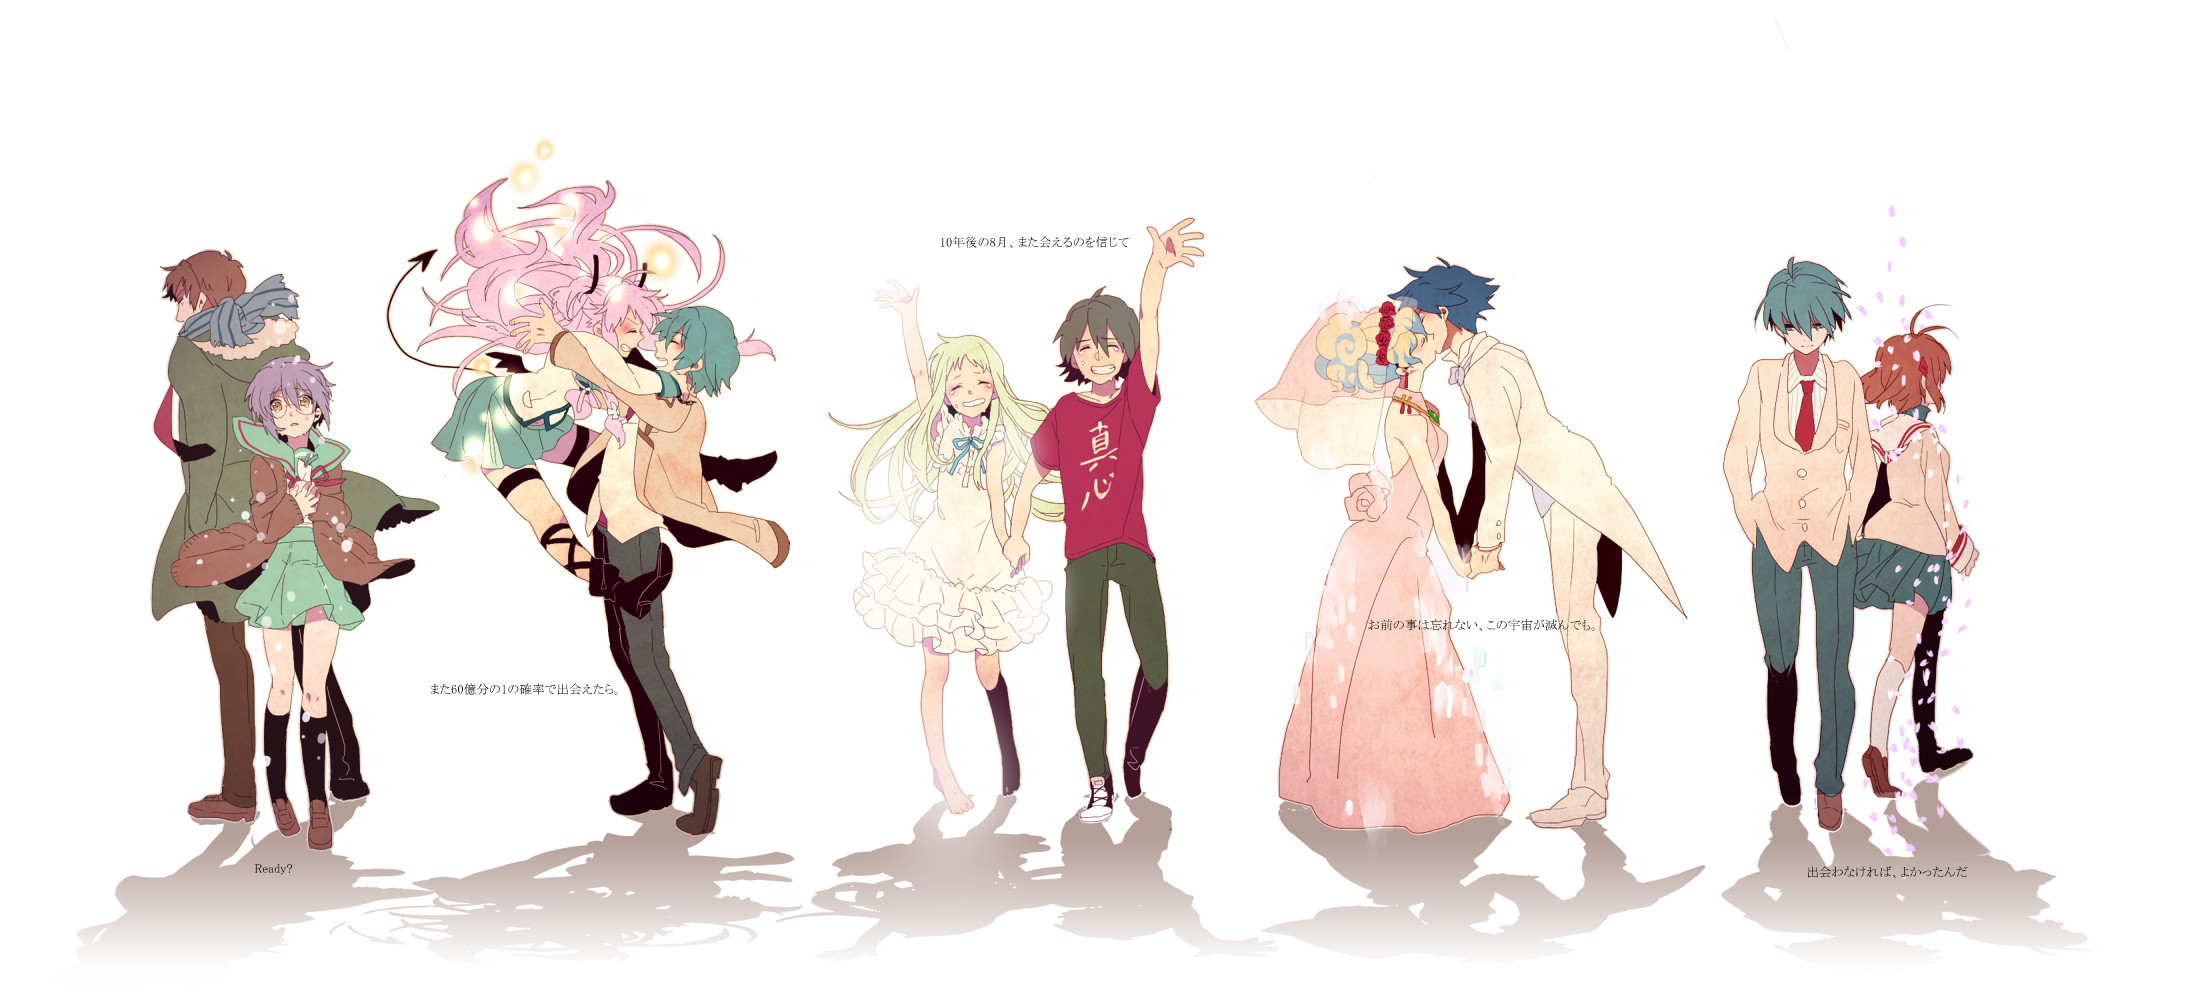 Ready?
また60億分の1の確率で出会えたら。
10年後の8月、また会えるのを信じて
真心
お前の事は忘れない、この宇宙が滅んでも。
出会わなければ、よかったんだ